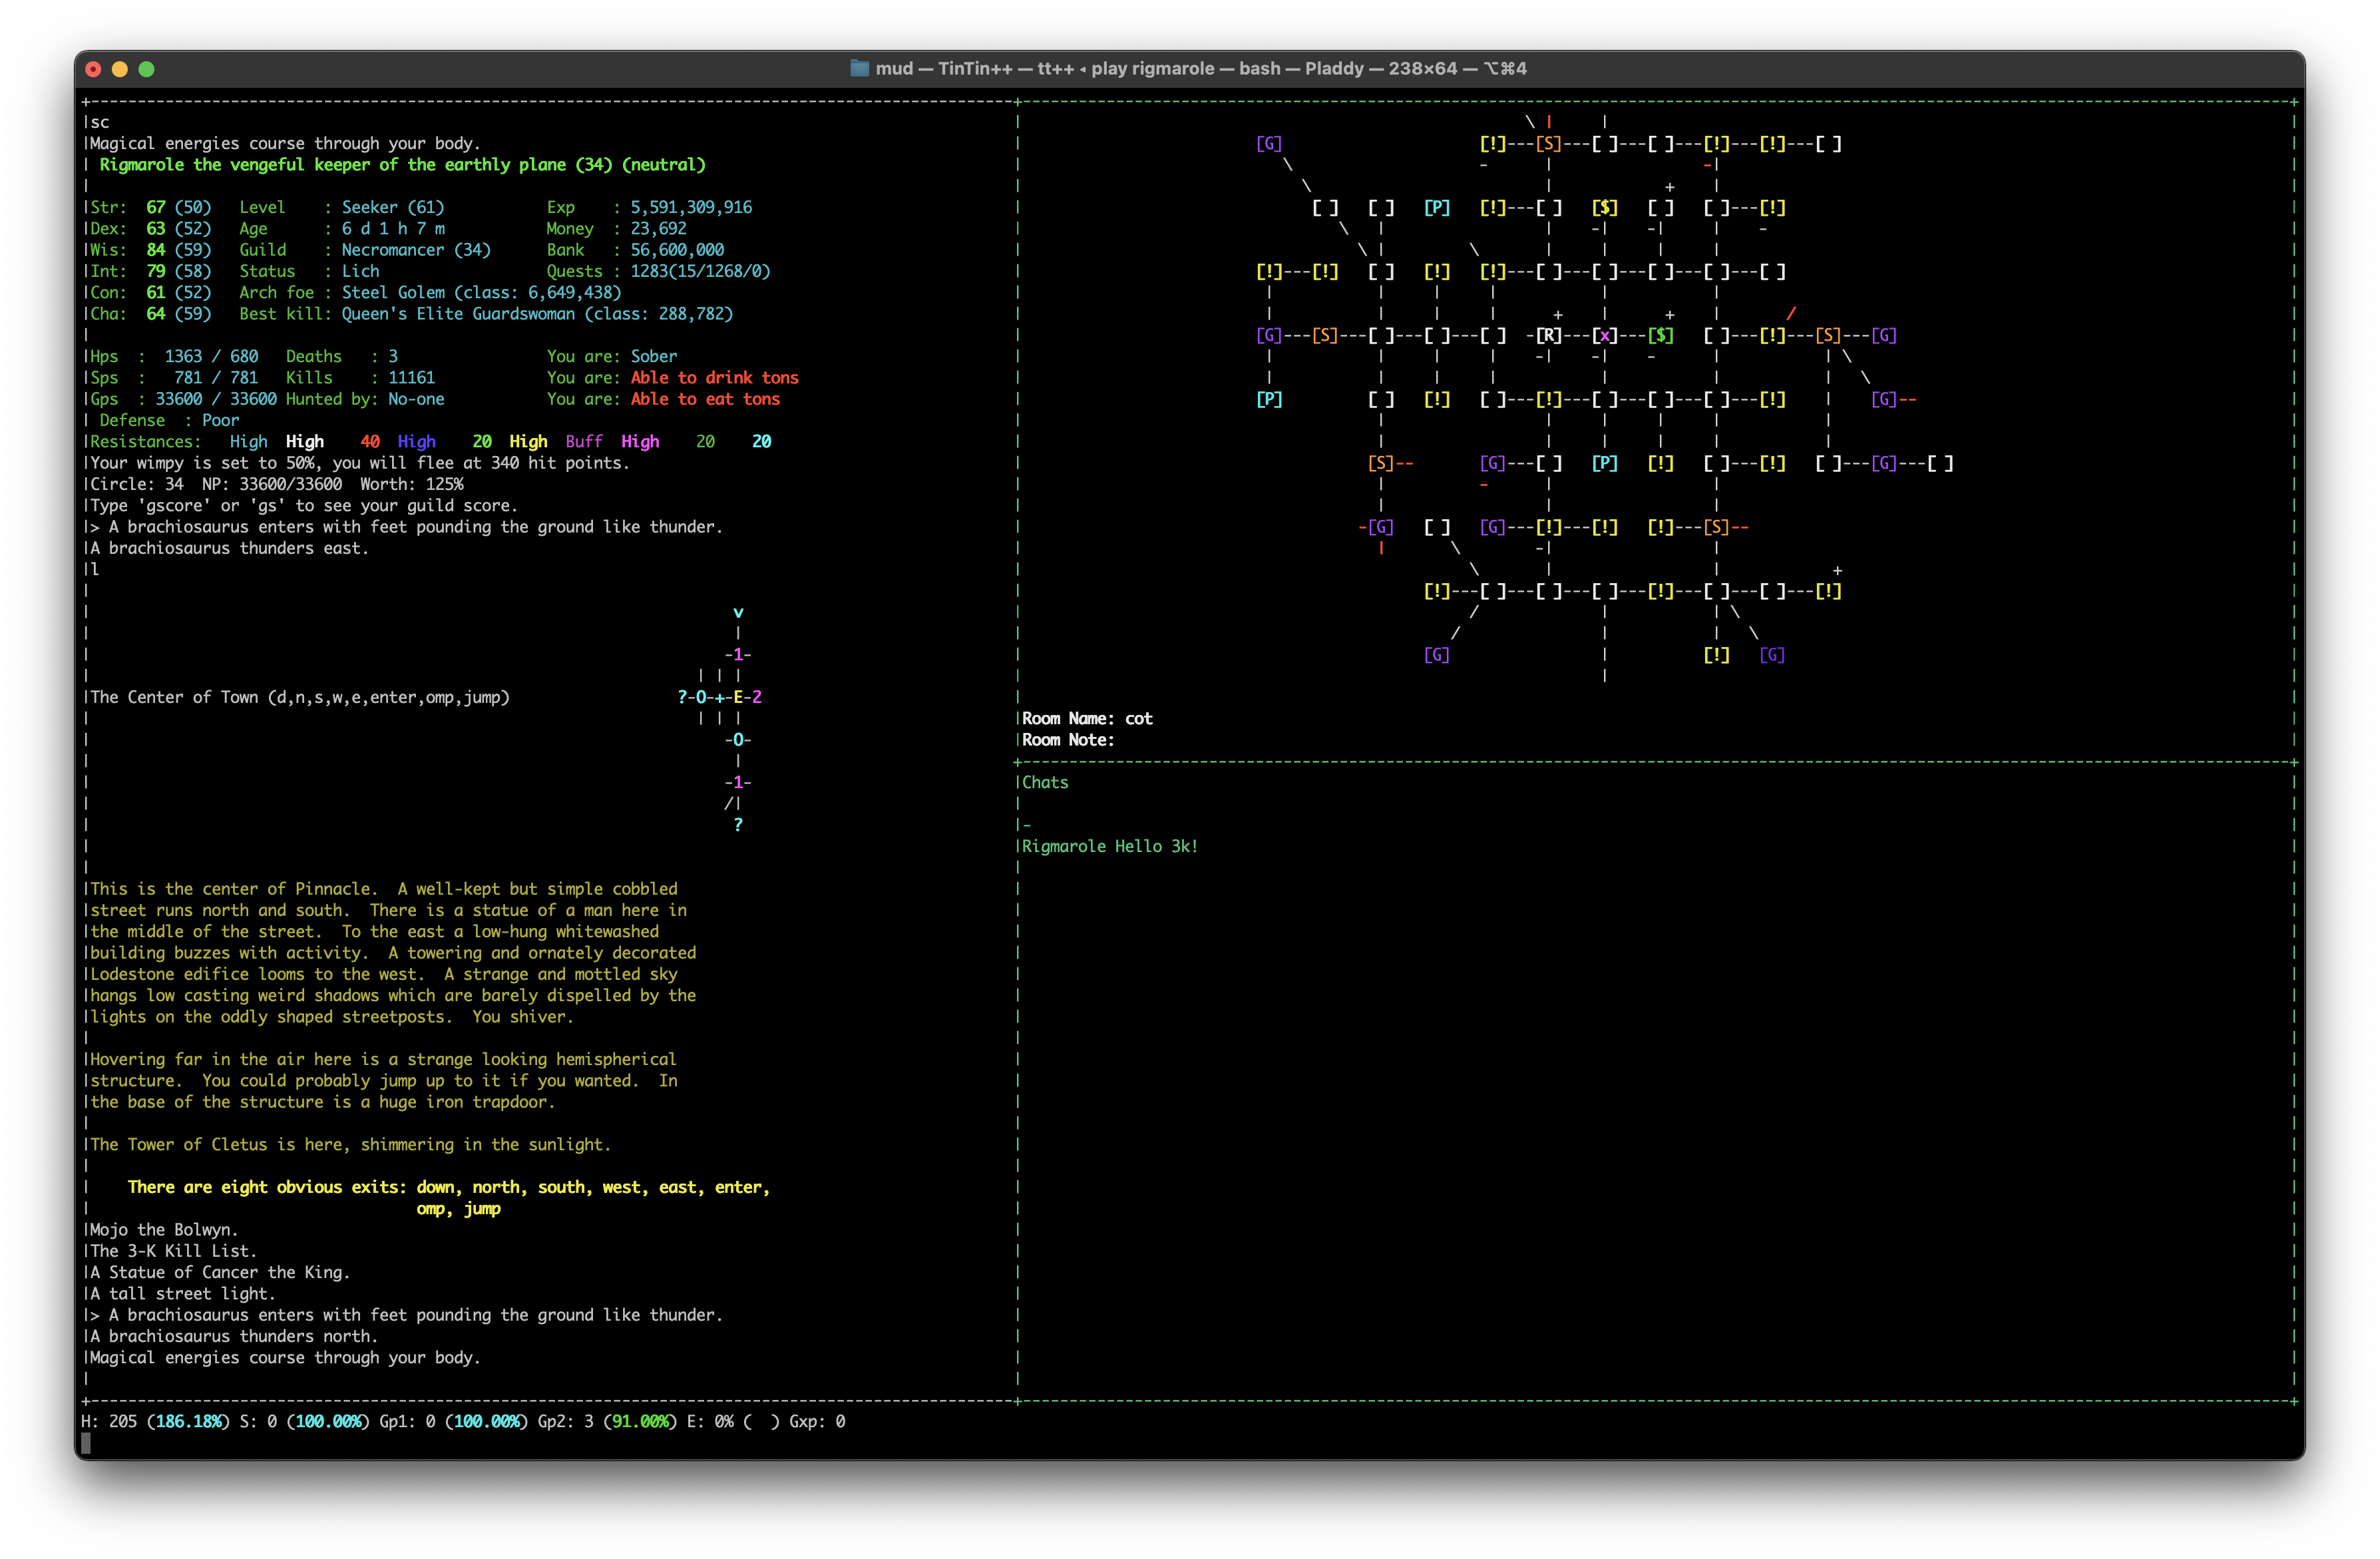 mud — TinTin++ — tt++ ◂ play rigmarole — bash — Pladdy — 238×64 — ⌥⌘4
sc
Magical energies course through your body.
Rigmarole the vengeful keeper of the earthly plane (34) (neutral)
Str: 67 (50) Level : Seeker (61) Exp : 5,591,309,916
Dex: 63 (52) Age : 6 d 1 h 7 m Money : 23,692
Wis: 84 (59) Guild : Necromancer (34) Bank : 56,600,000
Int: 79 (58) Status : Lich Quests : 1283(15/1268/0)
Con: 61 (52) Arch foe : Steel Golem (class: 6,649,438)
Cha: 64 (59) Best kill: Queen's Elite Guardswoman (class: 288,782)
Hps : 1363 / 680 Deaths : 3 You are: Sober
Sps : 781 / 781 Kills : 11161 You are: Able to drink tons
Gps : 33600 / 33600 Hunted by: No-one You are: Able to eat tons
Defense : Poor
Resistances: High High 40 High 20 High Buff High 20 20
Your wimpy is set to 50%, you will flee at 340 hit points.
Circle: 34 NP: 33600/33600 Worth: 125%
Type 'gscore' or 'gs' to see your guild score.
> A brachiosaurus enters with feet pounding the ground like thunder.
A brachiosaurus thunders east.
l
v
|
-1-
| | |
The Center of Town (d,n,s,w,e,enter,omp,jump) ?-O-+-E-2
| | |
-O-
|
-1-
/|
?
This is the center of Pinnacle. A well-kept but simple cobbled
street runs north and south. There is a statue of a man here in
the middle of the street. To the east a low-hung whitewashed
building buzzes with activity. A towering and ornately decorated
Lodestone edifice looms to the west. A strange and mottled sky
hangs low casting weird shadows which are barely dispelled by the
lights on the oddly shaped streetposts. You shiver.
Hovering far in the air here is a strange looking hemispherical
structure. You could probably jump up to it if you wanted. In
the base of the structure is a huge iron trapdoor.
The Tower of Cletus is here, shimmering in the sunlight.
There are eight obvious exits: down, north, south, west, east, enter,
omp, jump
Mojo the Bolwyn.
The 3-K Kill List.
A Statue of Cancer the King.
A tall street light.
> A brachiosaurus enters with feet pounding the ground like thunder.
A brachiosaurus thunders north.
Magical energies course through your body.
[G] [!]---[S]---[ ]---[ ]---[!]---[!]---[ ]
[ ] [ ] [P] [!]---[ ] [$] [ ] [ ]---[!]
[!]---[!] [ ] [!] [!]---[ ]---[ ]---[ ]---[ ]---[ ]
[G]---[S]---[ ]---[ ]---[ ] -[R]---[x]---[$] [ ]---[!]---[S]---[G]
[P] [ ] [!] [ ]---[!]---[ ]---[ ]---[ ]---[!] [G]--
[S]-- [G]---[ ] [P] [!] [ ]---[!] [ ]---[G]---[ ]
-[G] [ ] [G]---[!]---[!] [!]---[S]--
[!]---[ ]---[ ]---[ ]---[!]---[ ]---[ ]---[!]
[G] [!] [G]
Room Name: cot
Room Note:
Chats
-
Rigmarole Hello 3k!
H: 205 (186.18%) S: 0 (100.00%) Gp1: 0 (100.00%) Gp2: 3 (91.00%) E: 0% ( ) Gxp: 0